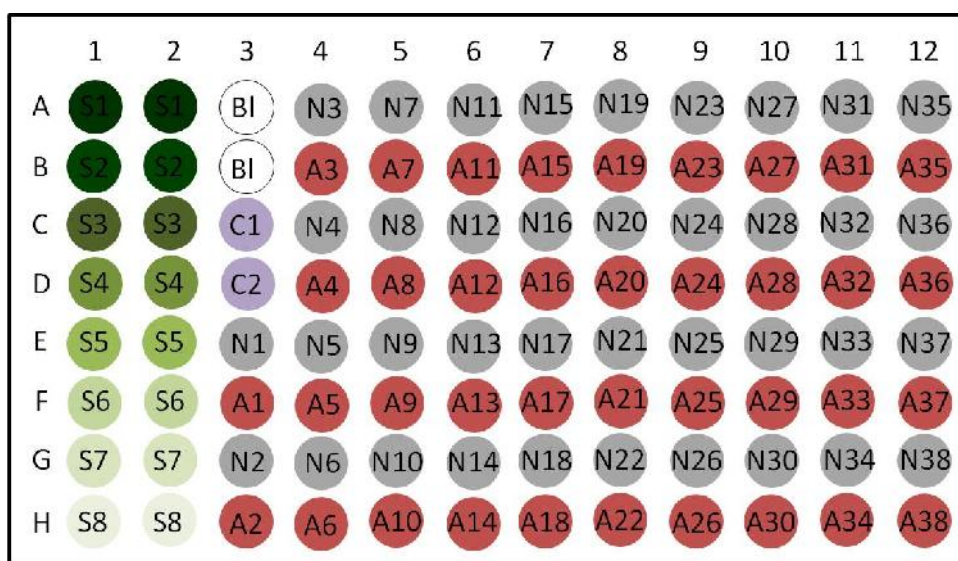 1 2 3 4 5 6 7 8 9 10 11 12
A S1 S1 Bl N3 N7 N11 N15 N19 N23 N27 N31 N35
B S2 S2 Bl A3 A7 A11 A15 A19 A23 A27 A31 A35
C S3 S3 C1 N4 N8 N12 N16 N20 N24 N28 N32 N36
D S4 S4 C2 A4 A8 A12 A16 A20 A24 A28 A32 A36
E S5 S5 N1 N5 N9 N13 N17 N21 N25 N29 N33 N37
F S6 S6 A1 A5 A9 A13 A17 A21 A25 A29 A33 A37
G S7 S7 N2 N6 N10 N14 N18 N22 N26 N30 N34 N38
H S8 S8 A2 A6 A10 A14 A18 A22 A26 A30 A34 A38